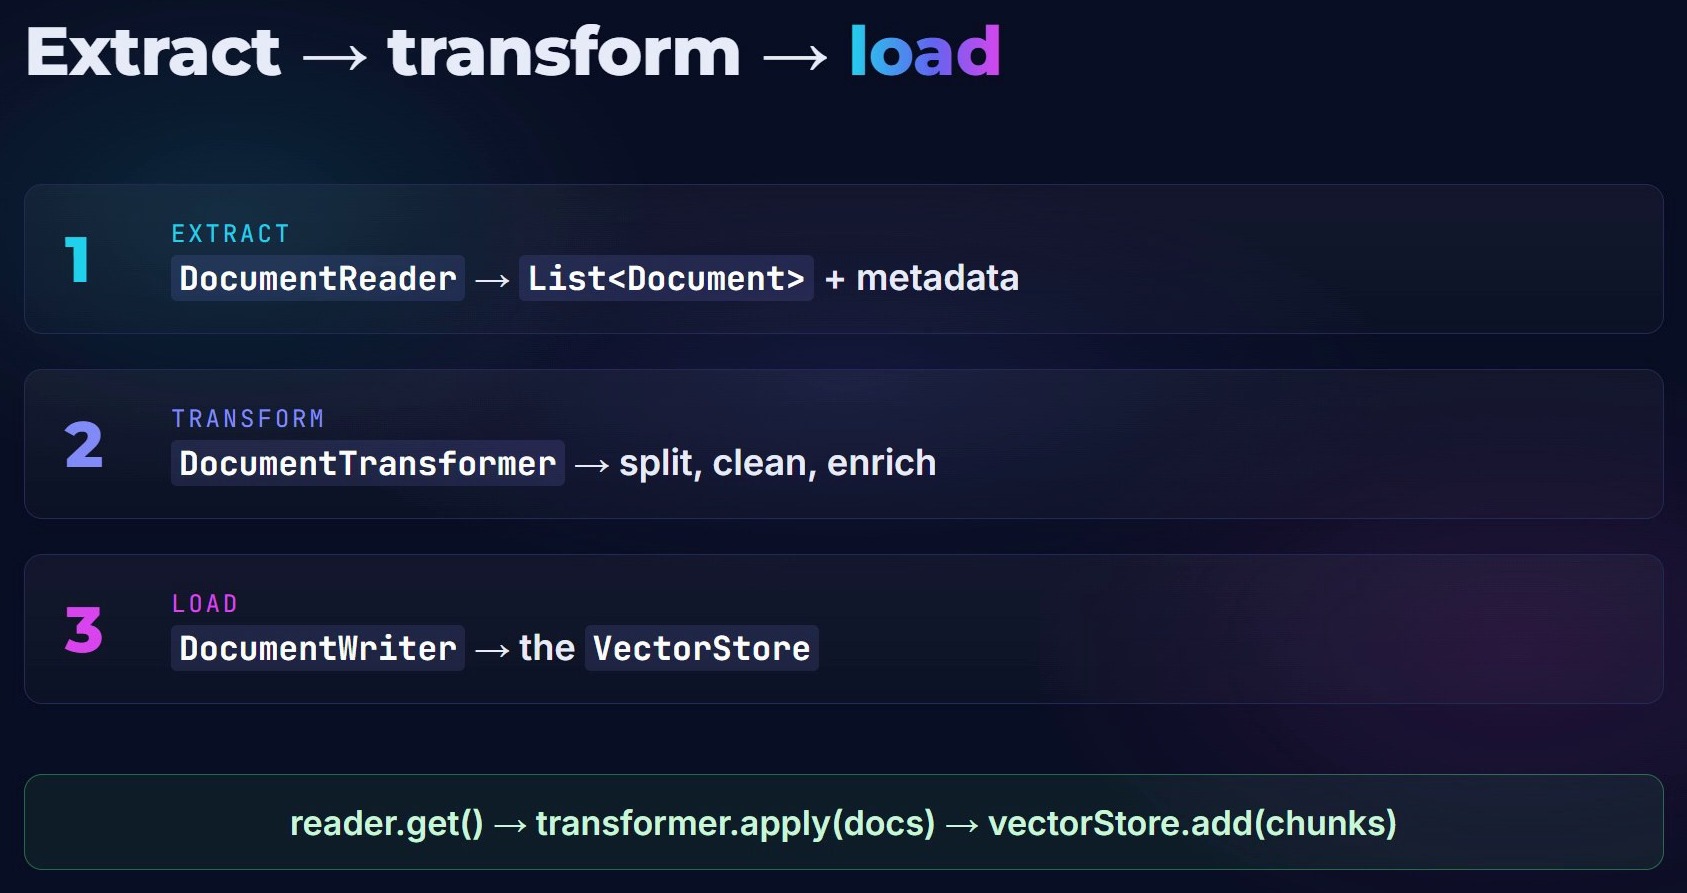 Extract → transform → load
1
EXTRACT
DocumentReader → List<Document> + metadata
2
TRANSFORM
DocumentTransformer → split, clean, enrich
3
LOAD
DocumentWriter → the VectorStore
reader.get() → transformer.apply(docs) → vectorStore.add(chunks)